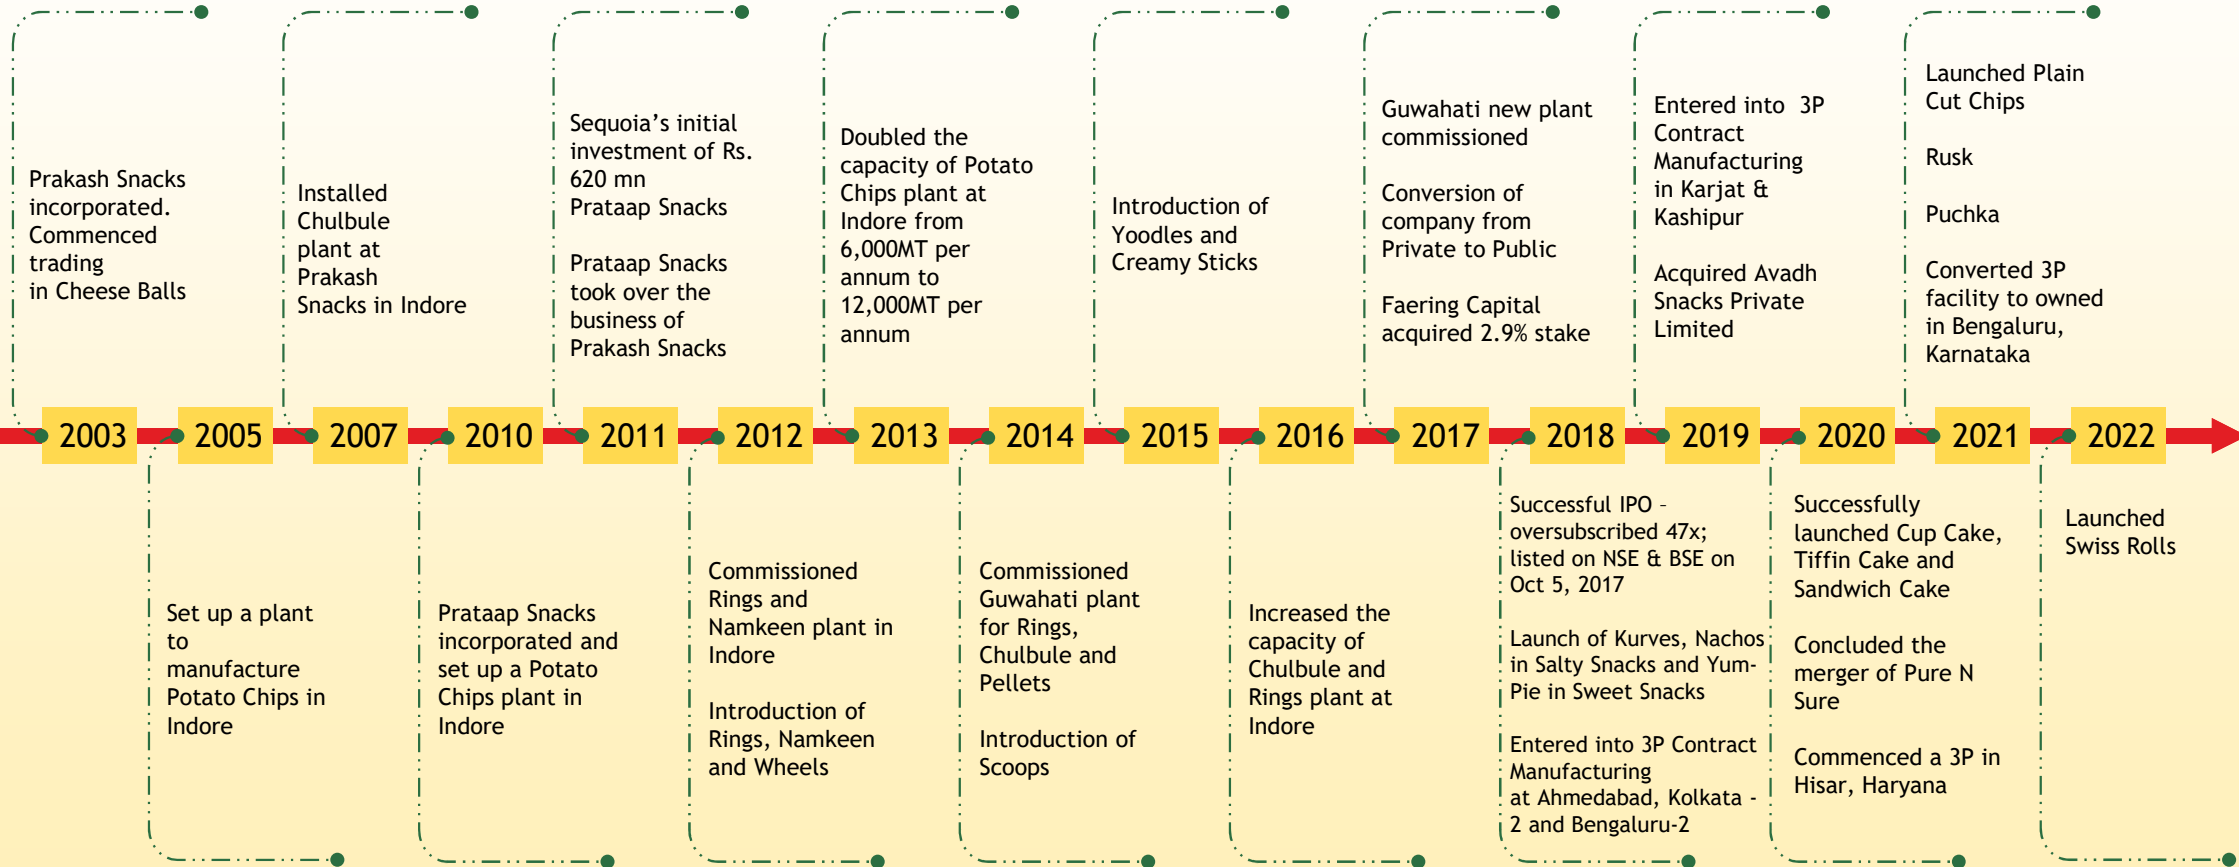 Prakash Snacks
incorporated.
Commenced
trading
in Cheese Balls
Installed
Chulbule
plant at
Prakash
Snacks in Indore
Sequoia’s initial
investment of Rs.
620 mn
Prataap Snacks
Prataap Snacks
took over the
business of
Prakash Snacks
Doubled the
capacity of Potato
Chips plant at
Indore from
6,000MT per
annum to
12,000MT per
annum
Introduction of
Yoodles and
Creamy Sticks
Guwahati new plant
commissioned
Conversion of
company from
Private to Public
Faering Capital
acquired 2.9% stake
Entered into 3P
Contract
Manufacturing
in Karjat &
Kashipur
Acquired Avadh
Snacks Private
Limited
Launched Plain
Cut Chips
Rusk
Puchka
Converted 3P
facility to owned
in Bengaluru,
Karnataka
2003 2005 2007 2010 2011 2012 2013 2014 2015 2016 2017 2018 2019 2020 2021 2022
Set up a plant
to
manufacture
Potato Chips in
Indore
Prataap Snacks
incorporated and
set up a Potato
Chips plant in
Indore
Commissioned
Rings and
Namkeen plant in
Indore
Introduction of
Rings, Namkeen
and Wheels
Commissioned
Guwahati plant
for Rings,
Chulbule and
Pellets
Introduction of
Scoops
Increased the
capacity of
Chulbule and
Rings plant at
Indore
Successful IPO –
oversubscribed 47x;
listed on NSE & BSE on
Oct 5, 2017
Launch of Kurves, Nachos
in Salty Snacks and Yum-
Pie in Sweet Snacks
Entered into 3P Contract
Manufacturing
at Ahmedabad, Kolkata -
2 and Bengaluru-2
Successfully
launched Cup Cake,
Tiffin Cake and
Sandwich Cake
Concluded the
merger of Pure N
Sure
Commenced a 3P in
Hisar, Haryana
Launched
Swiss Rolls